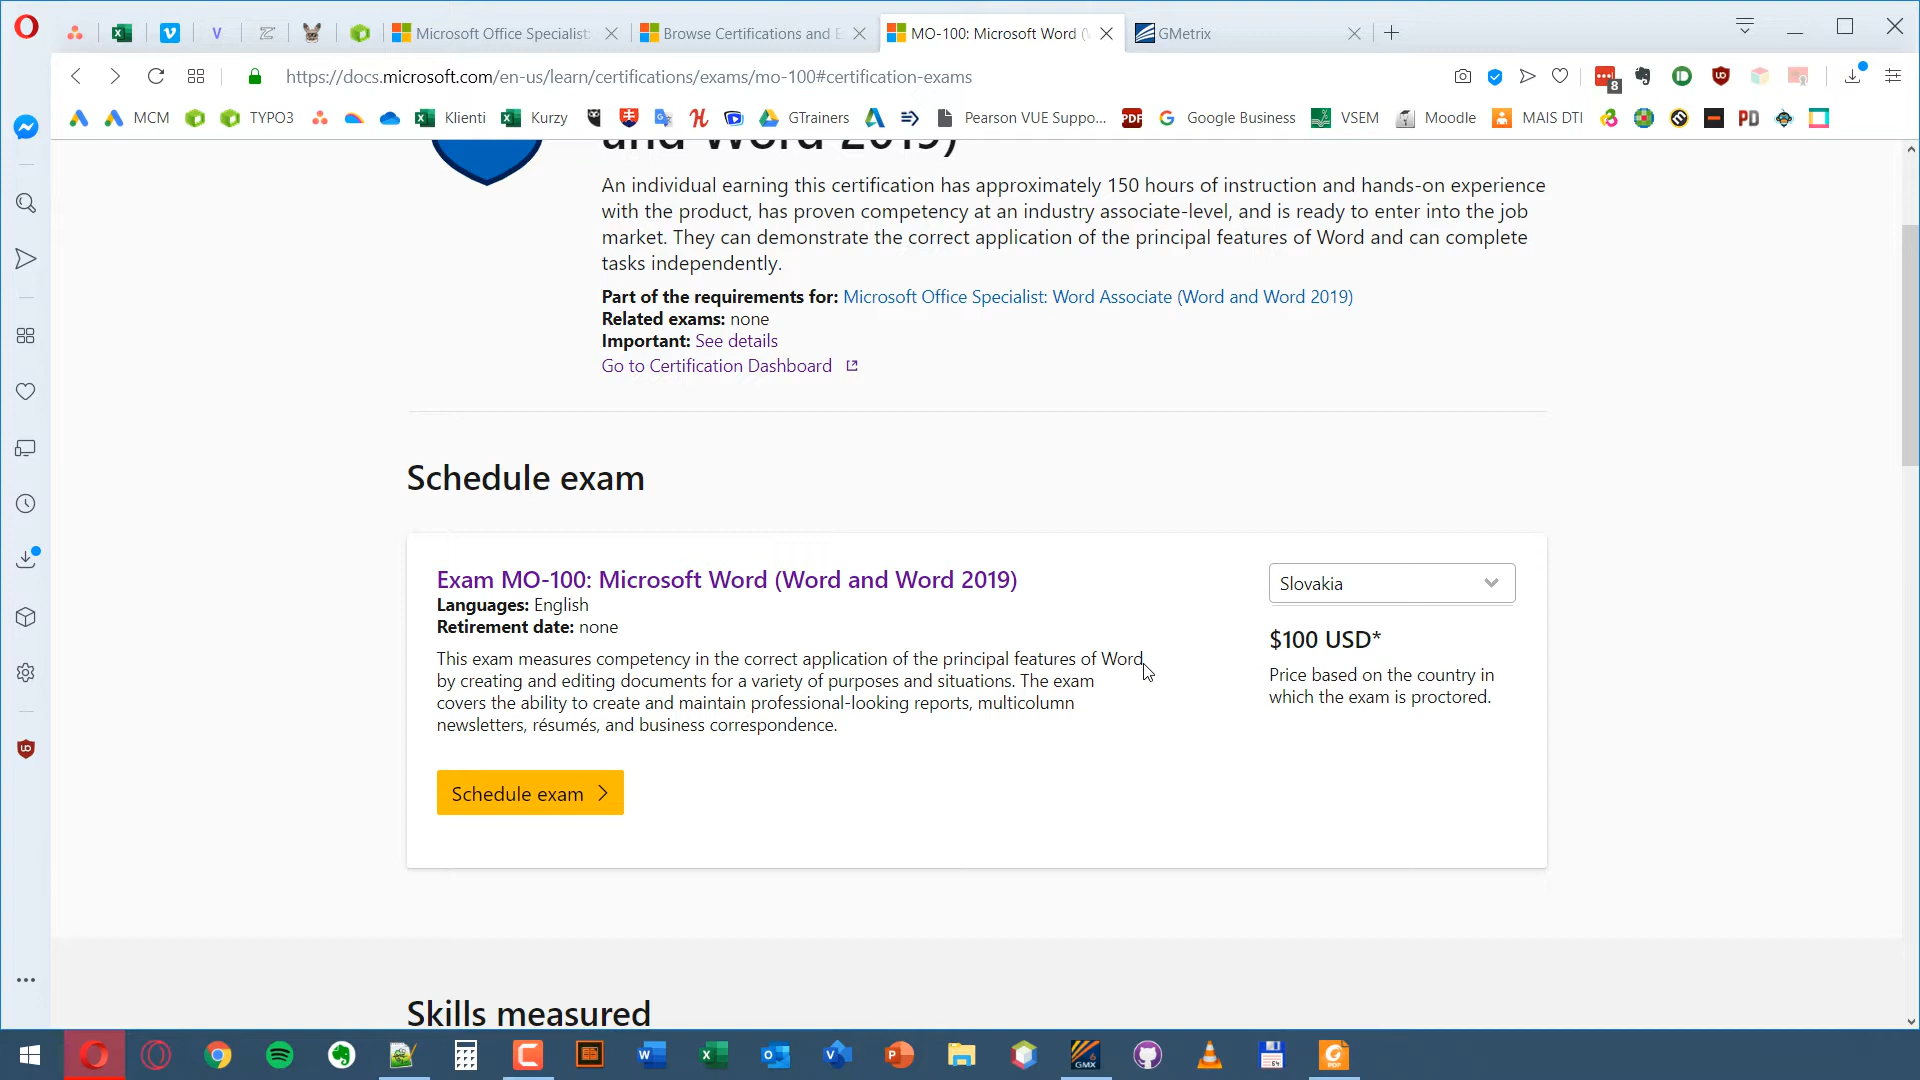 Microsoft Office Specialist:
Browse Certifications and E
MO-100: Microsoft Word (
GMetrix
https://docs.microsoft.com/en-us/learn/certifications/exams/mo-100#certification-exams
8
MCM
TYPO3
Klienti
Kurzy
GTrainers
Pearson VUE Suppo...
PDF
Google Business
VSEM
Moodle
MAIS DTI
PD
and Word 2019)
An individual earning this certification has approximately 150 hours of instruction and hands-on experience
with the product, has proven competency at an industry associate-level, and is ready to enter into the job
market. They can demonstrate the correct application of the principal features of Word and can complete
tasks independently.
Part of the requirements for: Microsoft Office Specialist: Word Associate (Word and Word 2019)
Related exams: none
Important: See details
Go to Certification Dashboard
Schedule exam
Exam MO-100: Microsoft Word (Word and Word 2019)
Languages: English
Retirement date: none
This exam measures competency in the correct application of the principal features of Word
by creating and editing documents for a variety of purposes and situations. The exam
covers the ability to create and maintain professional-looking reports, multicolumn
newsletters, résumés, and business correspondence.
Schedule exam
Slovakia
$100 USD*
Price based on the country in
which the exam is proctored.
Skills measured